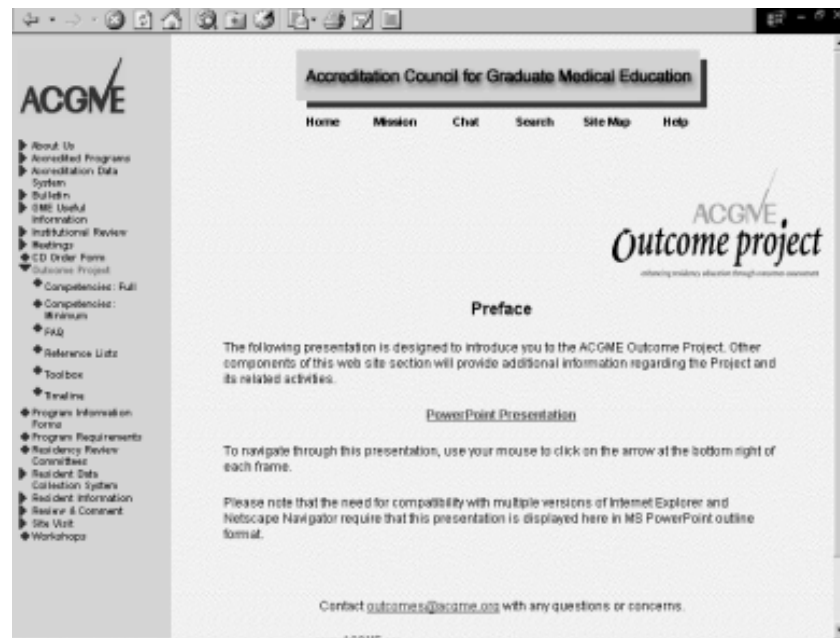 ACGME
About Us
Accredited Programs
Accreditation Data
System
Bulletin
GME Useful
Information
Institutional Review
Meetings
CD Order Form
Outcome Project
Competencies: Full
Competencies:
Minimum
FAQ
Reference Lists
Toolbox
Timeline
Program Information
Forms
Program Requirements
Residency Review
Committees
Resident Data
Collection System
Resident Information
Review & Comment
Site Visit
Workshops
Accreditation Council for Graduate Medical Education
Home Mission Chat Search Site Map Help
ACGME
Outcome project
enhancing residency education through outcomes assessment
Preface
The following presentation is designed to introduce you to the ACGME Outcome Project. Other
components of this web site section will provide additional information regarding the Project and
its related activities.
PowerPoint Presentation
To navigate through this presentation, use your mouse to click on the arrow at the bottom right of
each frame.
Please note that the need for compatibility with multiple versions of Internet Explorer and
Netscape Navigator require that this presentation is displayed here in MS PowerPoint outline
format.
Contact outcomes@acgme.org with any questions or concerns.